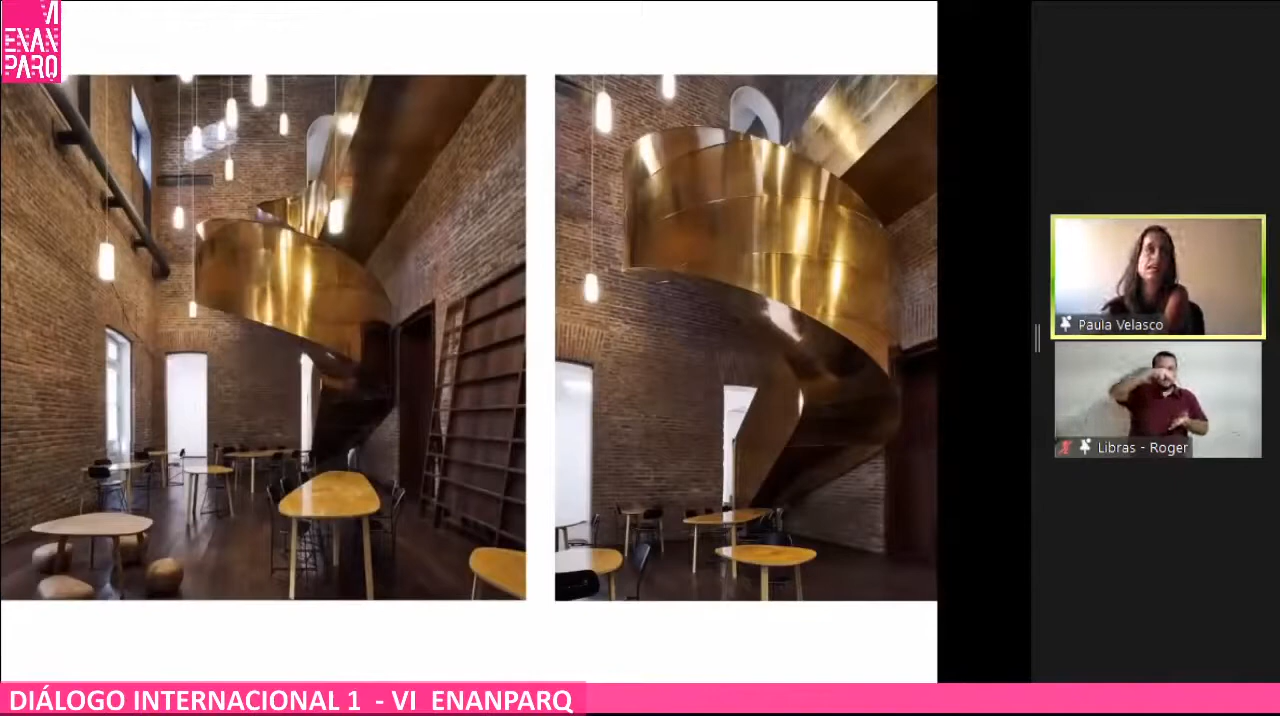 VI
ENAN
PARQ
Paula Velasco
Libras - Roger
DIÁLOGO INTERNACIONAL 1 - VI ENANPARQ